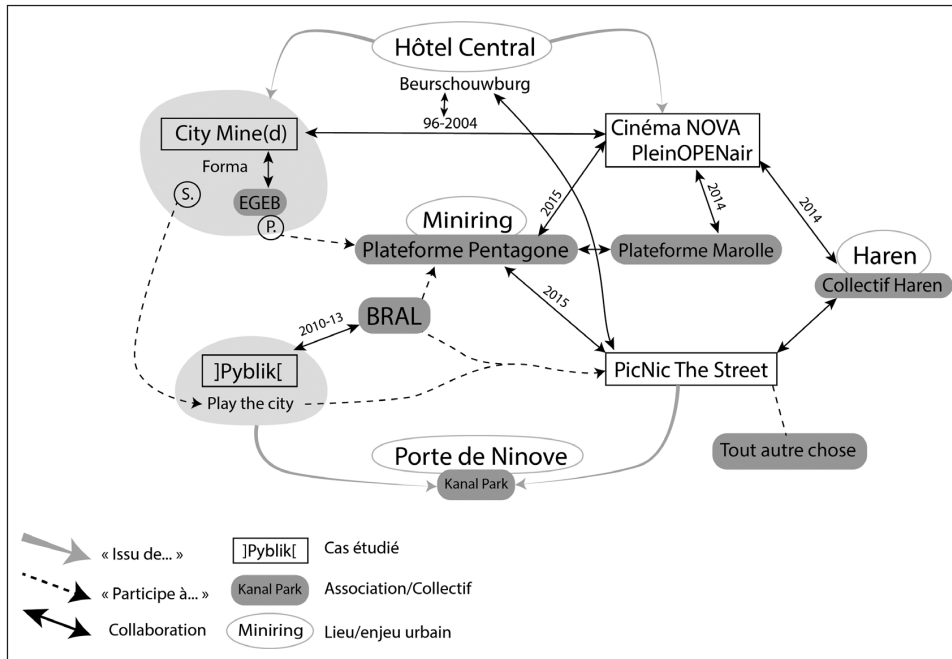 Hôtel Central
Beurschouwburg
96-2004
City Mine(d)
Forma
S.
EGEB
P.
Cinéma NOVA
PleinOPENair
2015
2014
2014
Miniring
Plateforme Pentagone
Plateforme Marolle
Haren
Collectif Haren
2015
BRAL
2010-13
]Pyblik[
Play the city
PicNic The Street
Tout autre chose
Porte de Ninove
Kanal Park
« Issu de... »
]Pyblik[
Cas étudié
« Participe à... »
Kanal Park
Association/Collectif
Collaboration
Miniring
Lieu/enjeu urbain